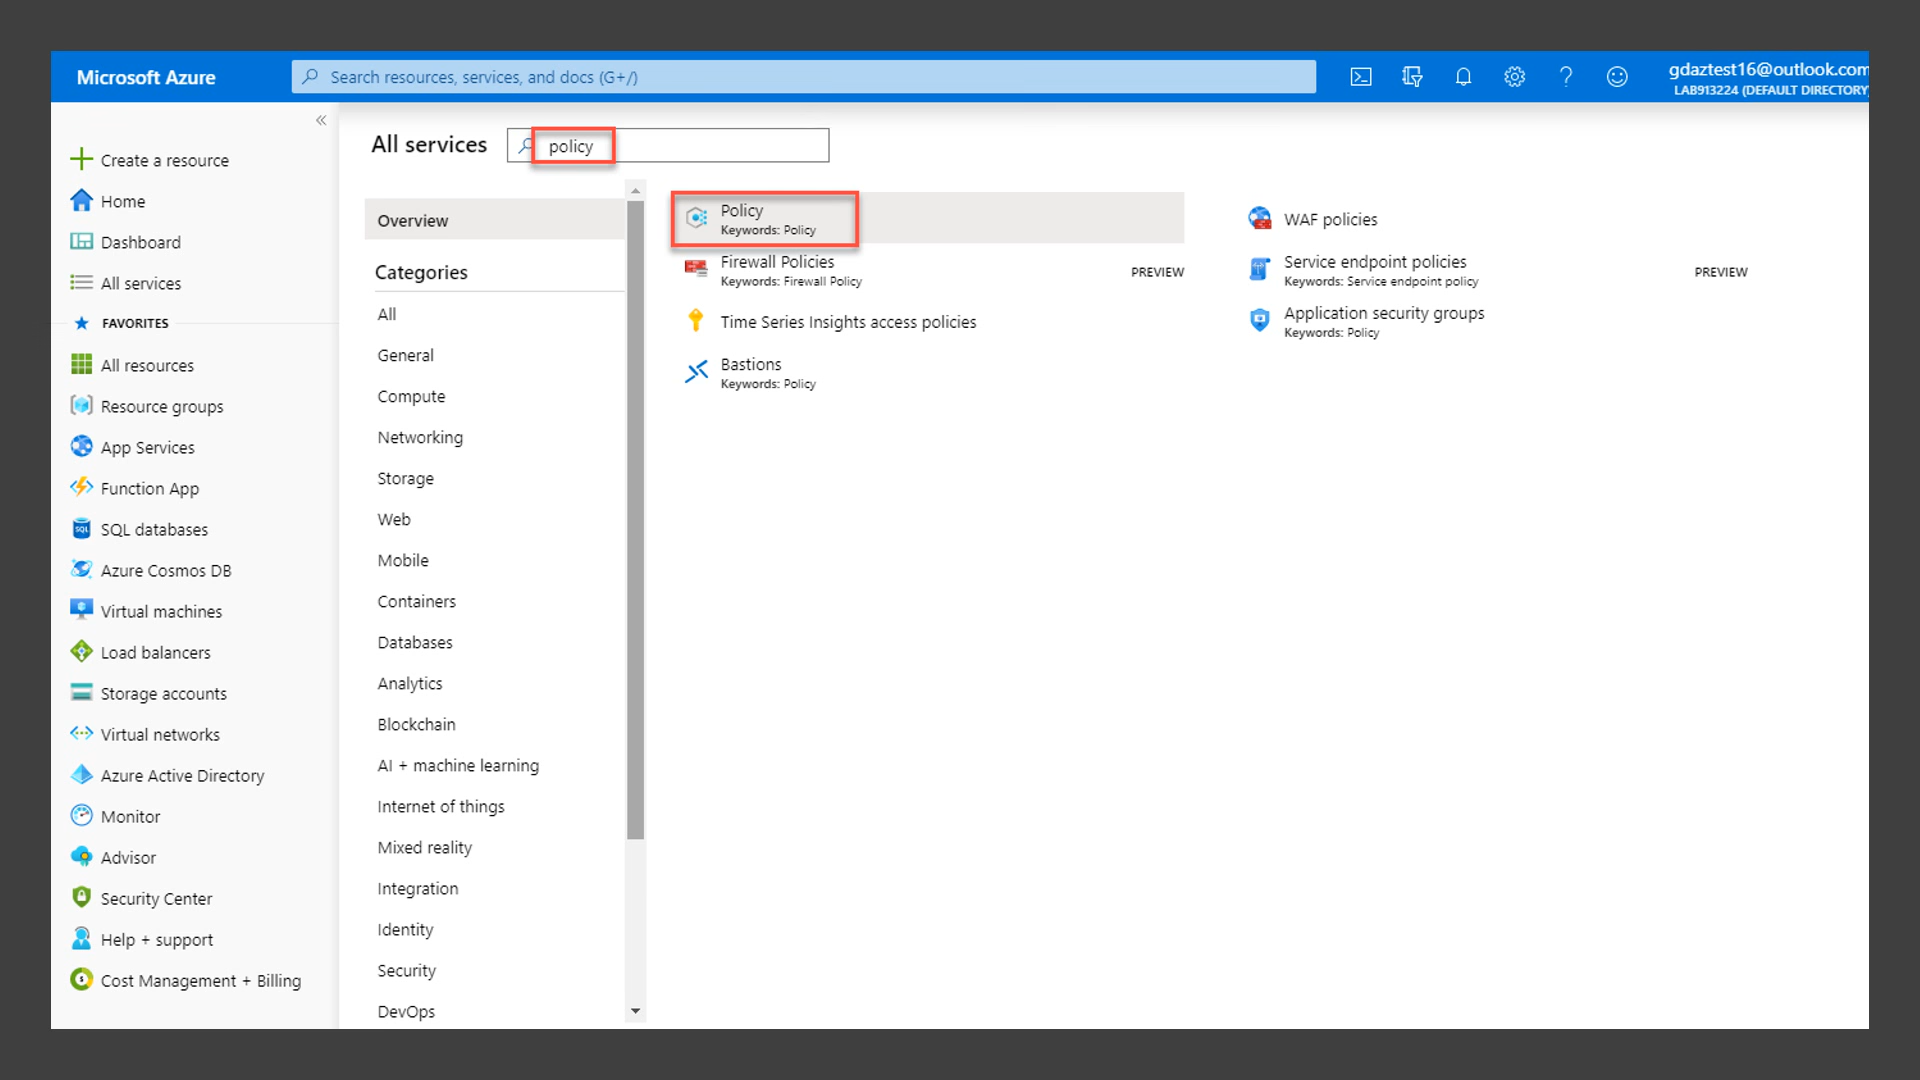 Microsoft Azure
Search resources, services, and docs (G+/)
gdaztest16@outlook.com
LAB913224 (DEFAULT DIRECTORY)
«
Create a resource
Home
Dashboard
All services
FAVORITES
All resources
Resource groups
App Services
Function App
SQL databases
Azure Cosmos DB
Virtual machines
Load balancers
Storage accounts
Virtual networks
Azure Active Directory
Monitor
Advisor
Security Center
Help + support
Cost Management + Billing
All services
policy
Overview
Categories
All
General
Compute
Networking
Storage
Web
Mobile
Containers
Databases
Analytics
Blockchain
AI + machine learning
Internet of things
Mixed reality
Integration
Identity
Security
DevOps
Policy
Keywords: Policy
Firewall Policies
Keywords: Firewall Policy
PREVIEW
Time Series Insights access policies
Bastions
Keywords: Policy
WAF policies
Service endpoint policies
Keywords: Service endpoint policy
PREVIEW
Application security groups
Keywords: Policy